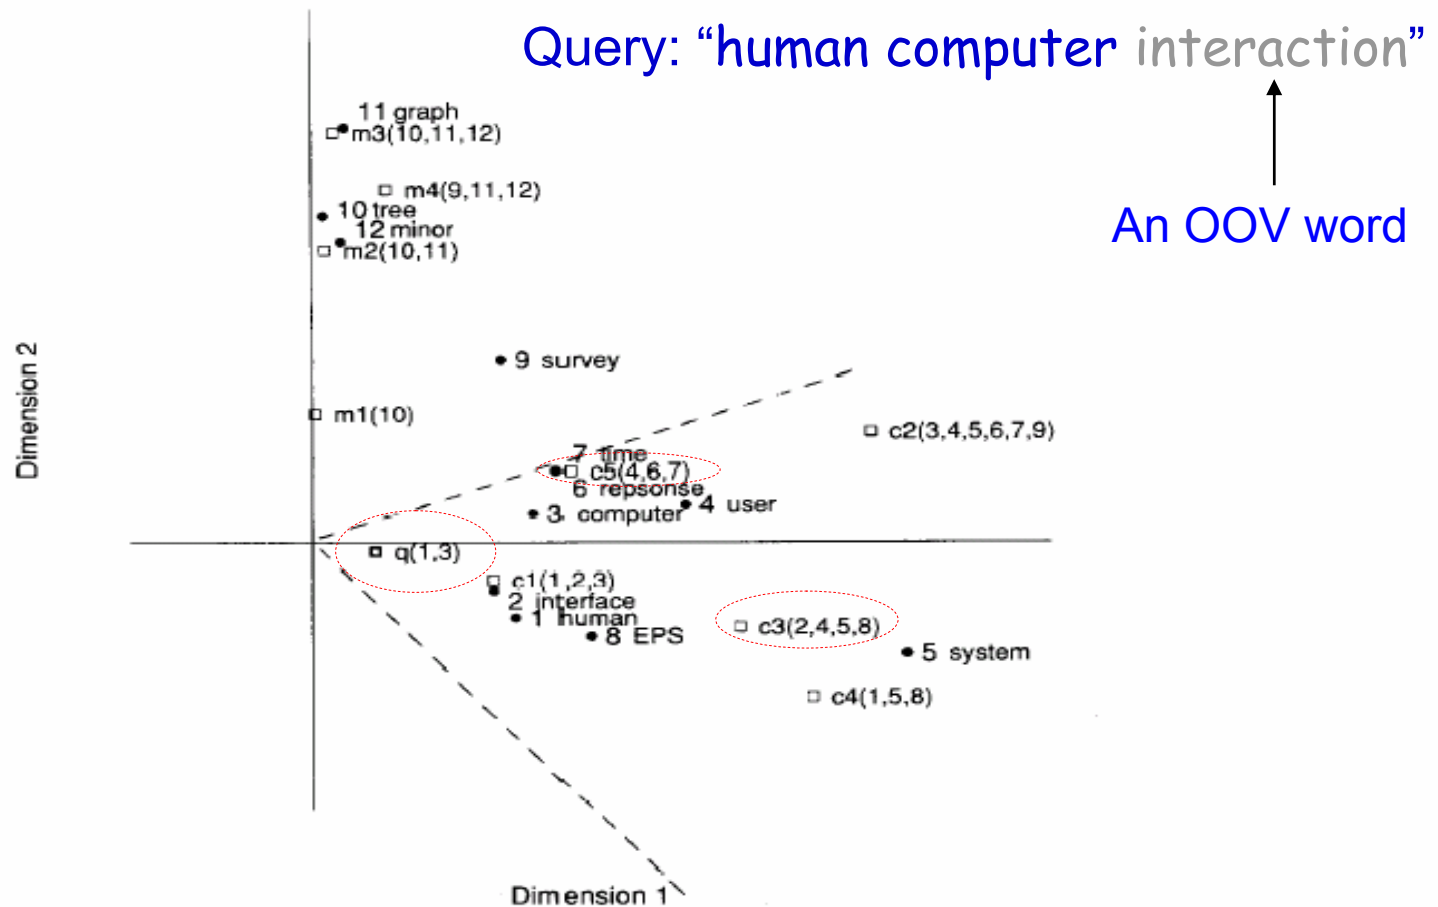 Query: “human computer interaction”
11 graph
m3(10,11,12)
m4(9,11,12)
An OOV word
10 tree
12 minor
m2(10,11)
Dimension 2
9 survey
m1(10)
c2(3,4,5,6,7,9)
7 time
c5(4,6,7)
6 repsonse
4 user
3 computer
q(1,3)
c1(1,2,3)
2 interface
1 human
c3(2,4,5,8)
8 EPS
5 system
c4(1,5,8)
Dimension 1